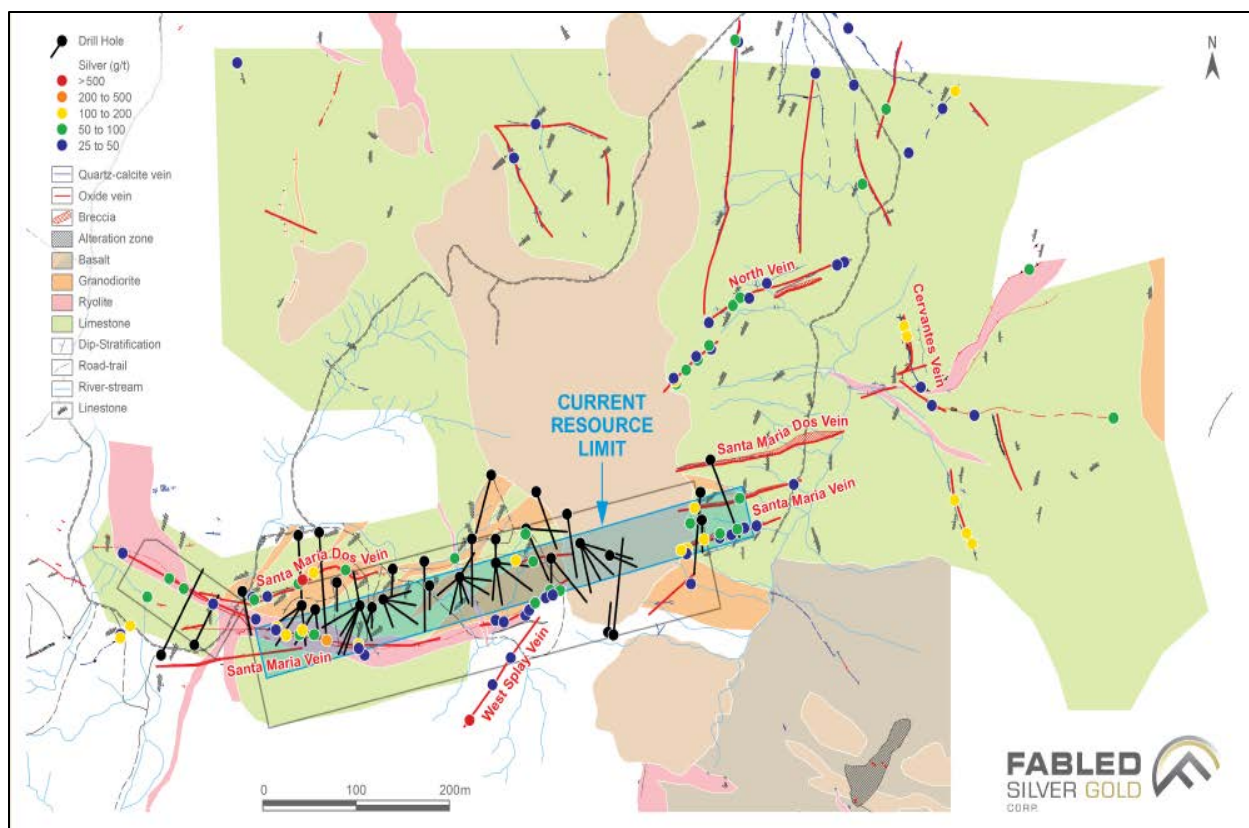 N
Drill Hole
Silver (g/t)
>500
200 to 500
100 to 200
50 to 100
25 to 50
Quartz-calcite vein
Oxide vein
Breccia
Alteration zone
Basalt
Granodiorite
Ryolite
Limestone
Dip-Stratification
Road-trail
River-stream
Linestone
North Vein
Cervantes Vein
CURRENT
RESOURCE
LIMIT
Santa Maria Dos Vein
Santa Maria Vein
Santa Maria Dos Vein
Santa Maria Vein
West Splay Vein
0 100 200m
FABLED
SILVER GOLD
CORP.